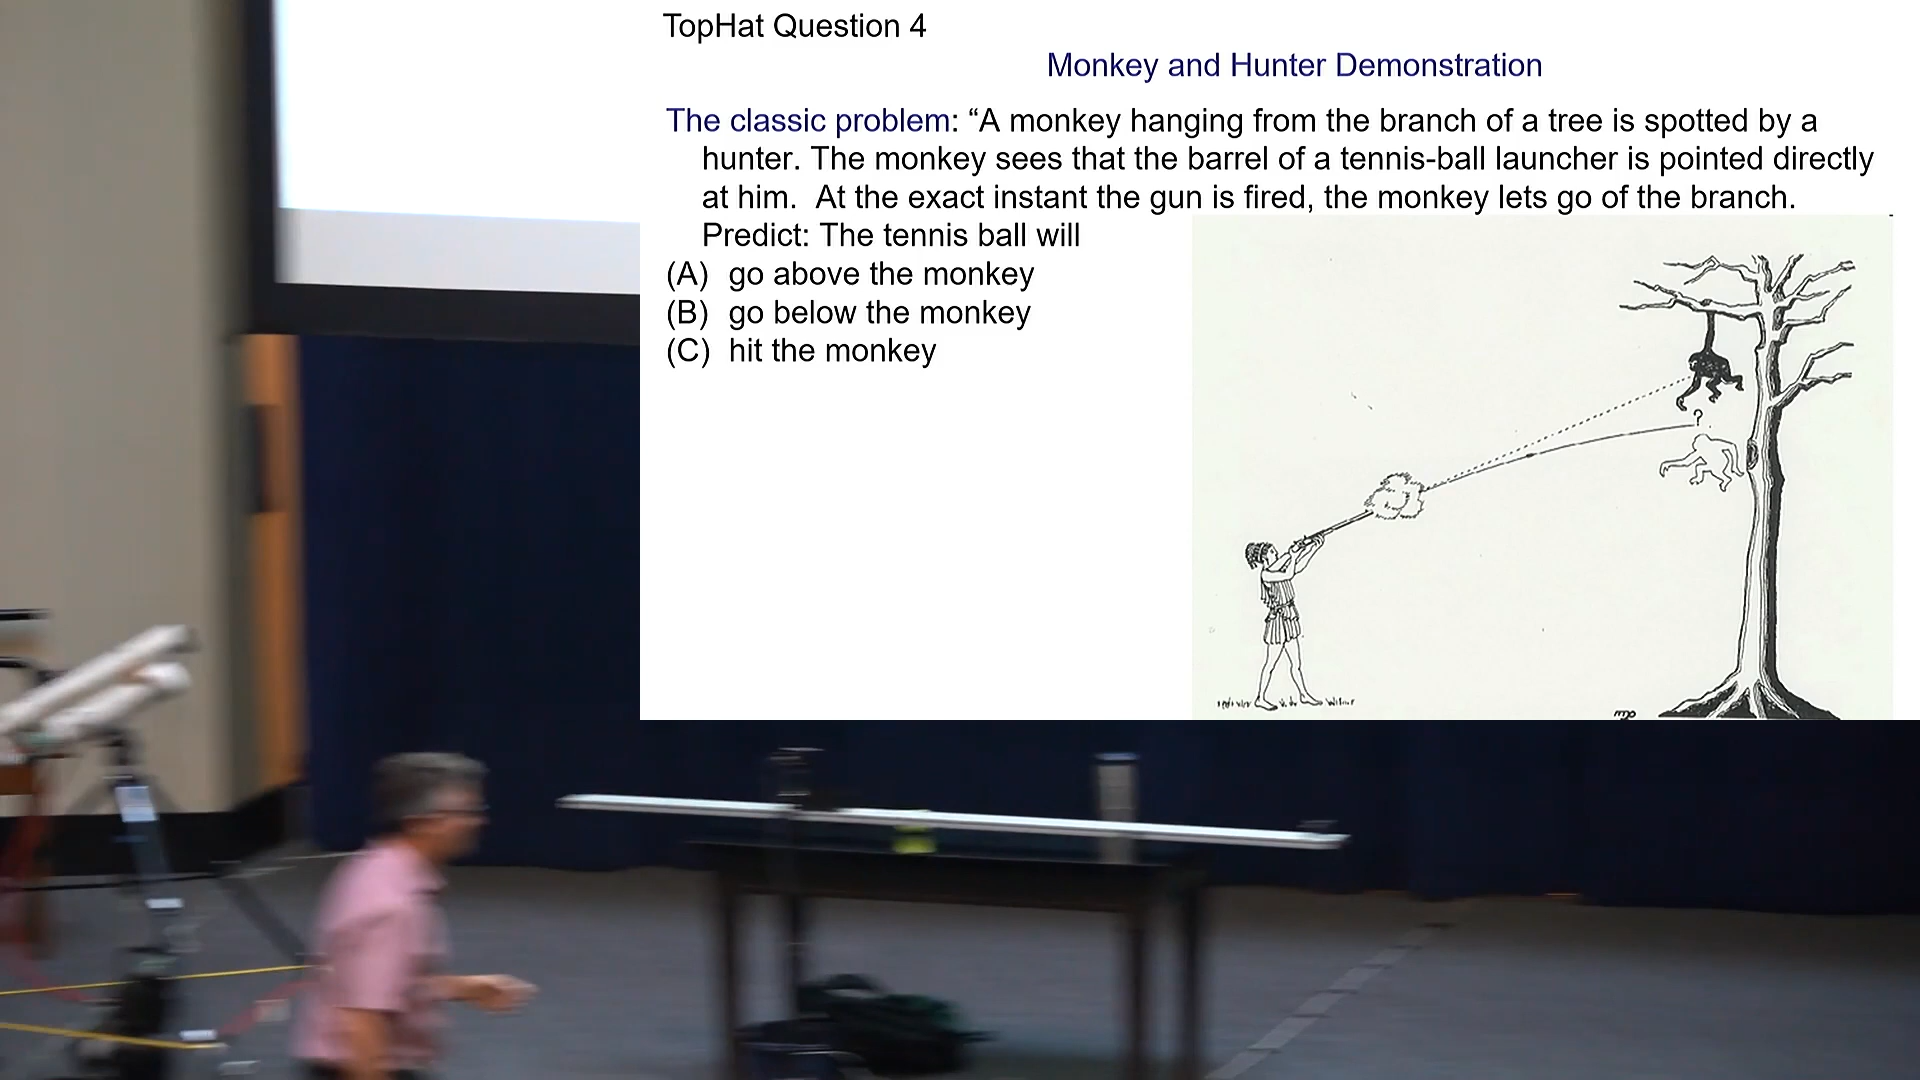 TopHat Question 4
Monkey and Hunter Demonstration
The classic problem: “A monkey hanging from the branch of a tree is spotted by a
hunter. The monkey sees that the barrel of a tennis-ball launcher is pointed directly
at him.  At the exact instant the gun is fired, the monkey lets go of the branch.
Predict: The tennis ball will
(A) go above the monkey
(B) go below the monkey
(C) hit the monkey
?